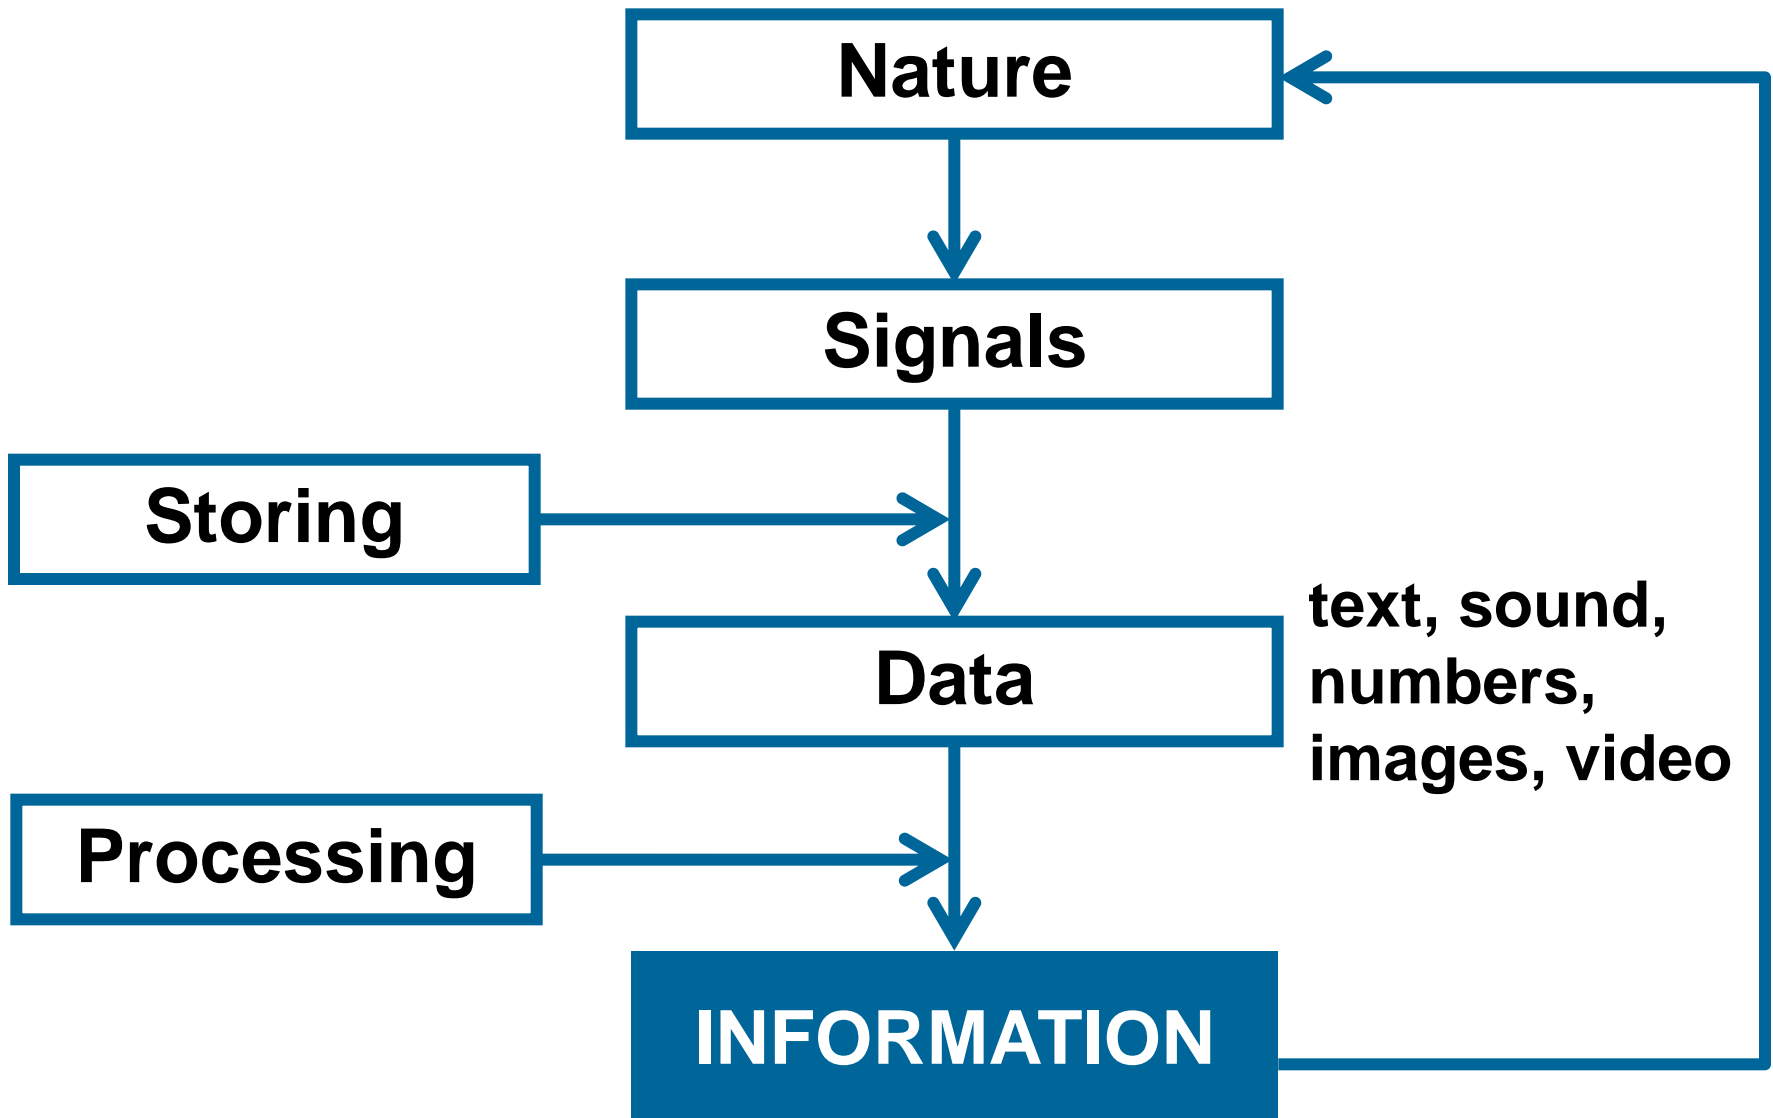 Nature
Signals
Storing
text, sound,
numbers,
images, video
Data
Processing
INFORMATION